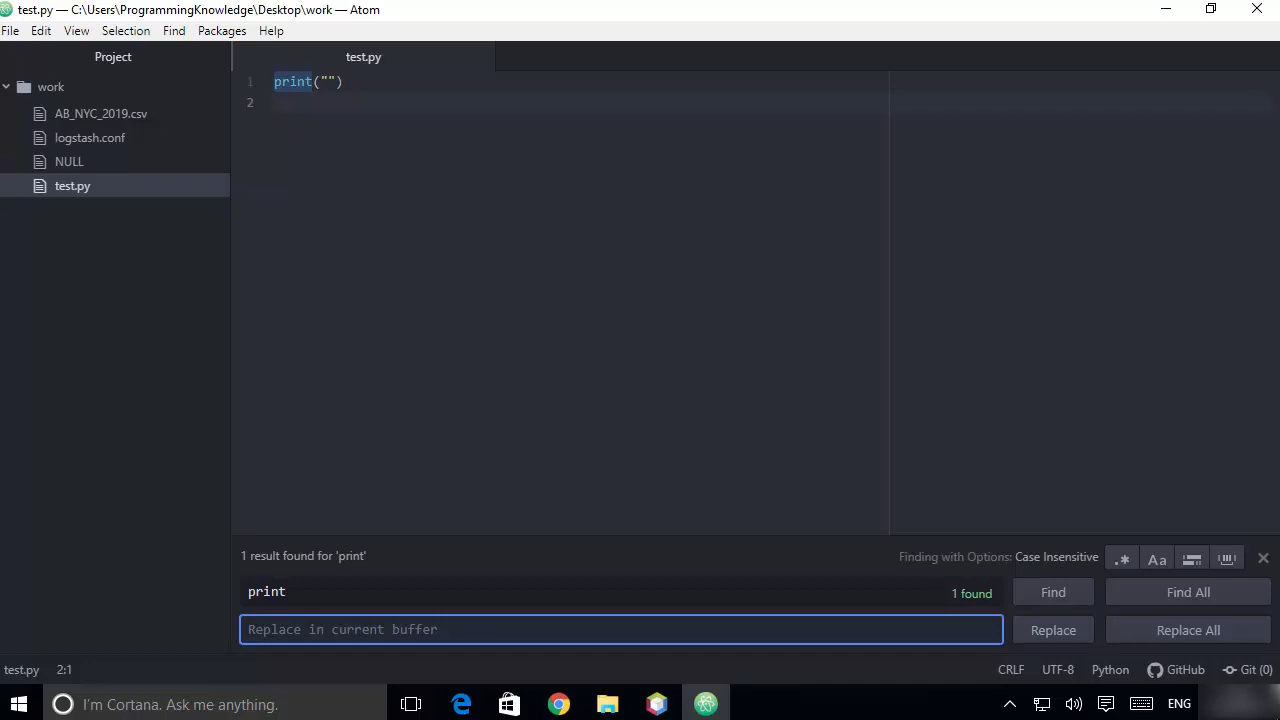 test.py — C:\Users\ProgrammingKnowledge\Desktop\work — Atom
File Edit View Selection Find Packages Help
Project
test.py
work
AB_NYC_2019.csv
logstash.conf
NULL
test.py
1 print("")
2
1 result found for 'print'
Finding with Options: Case Insensitive
.* Aa
print
1 found
Find
Find All
Replace in current buffer
Replace
Replace All
test.py 2:1
CRLF UTF-8 Python GitHub Git (0)
I'm Cortana. Ask me anything.
ENG